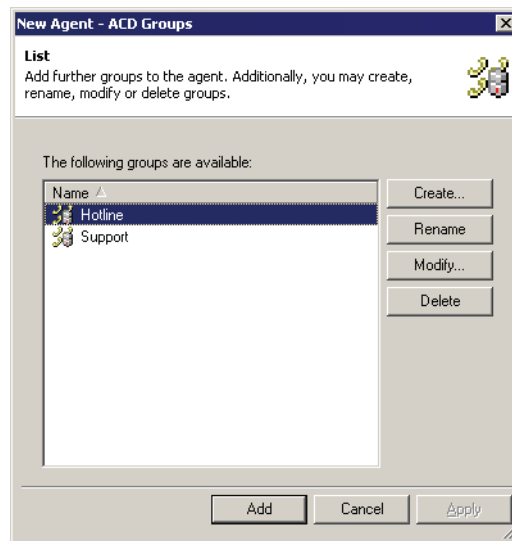 New Agent - ACD Groups
List
Add further groups to the agent. Additionally, you may create,
rename, modify or delete groups.
The following groups are available:
Name
Hotline
Support
Create...
Rename
Modify...
Delete
Add
Cancel
Apply